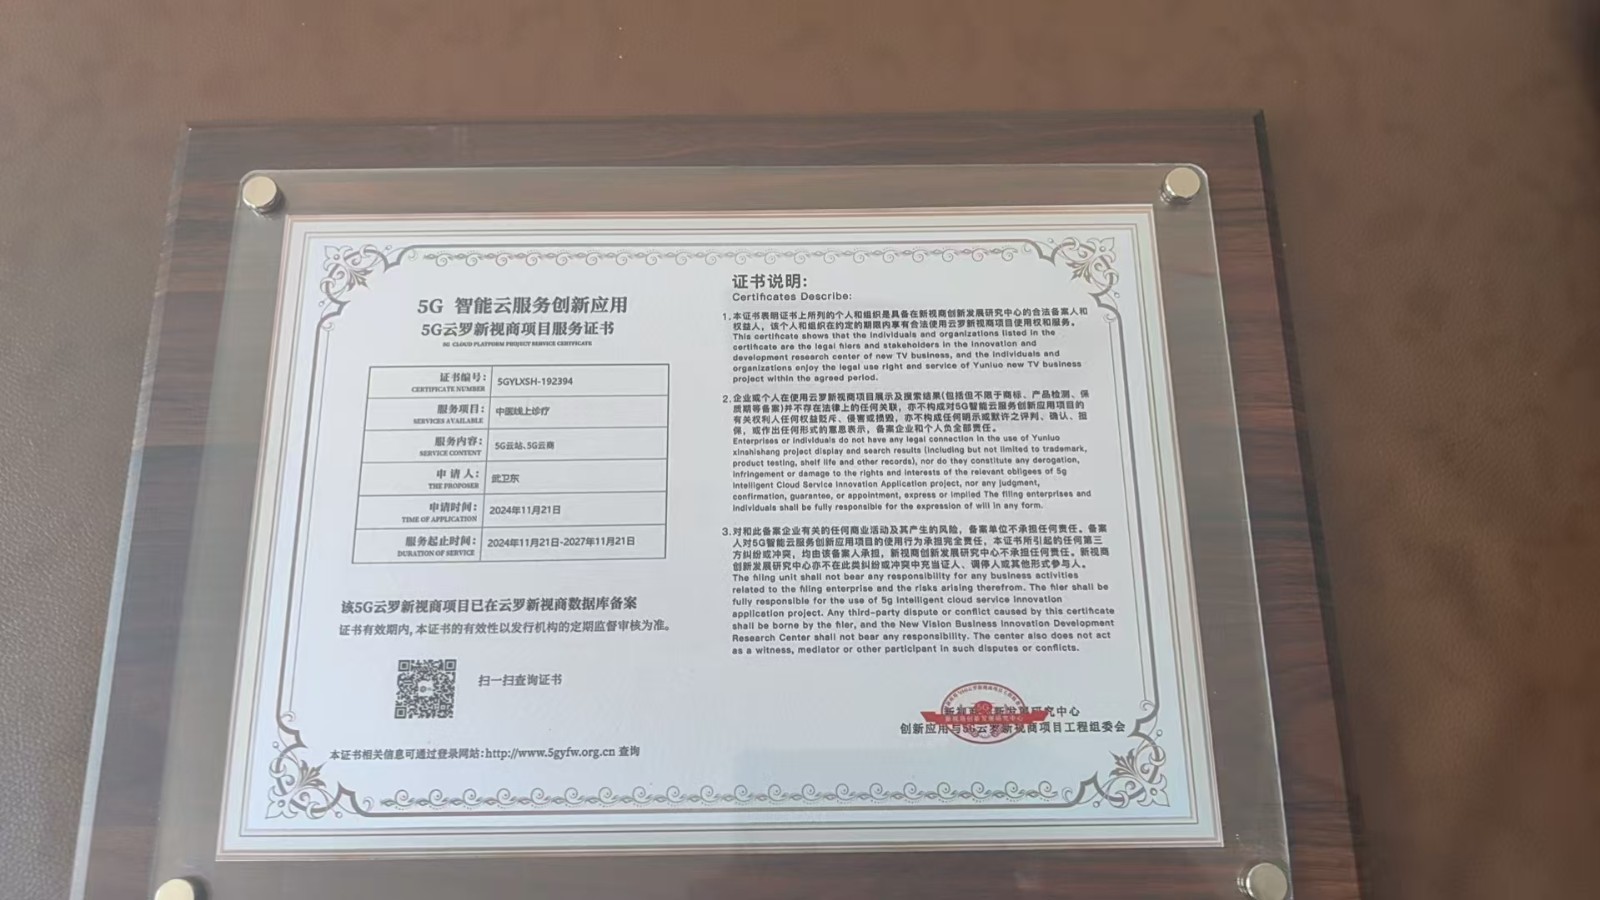 5G 智能云服务创新应用
5G云罗新视商项目服务证书
5G CLOUD PLATFORM PROJECT SERVICE CERTIFICATE
证书编号:
CERTIFICATE NUMBER
5GYLXSH-192394
服务项目:
SERVICES AVAILABLE
中医线上诊疗
服务内容:
SERVICE CONTENT
5G云站、5G云商
申 请 人:
THE PROPOSER
武卫东
申请时间:
TIME OF APPLICATION
2024年11月21日
服务起止时间:
DURATION OF SERVICE
2024年11月21日-2027年11月21日
该5G云罗新视商项目已在云罗新视商数据库备案
证书有效期内, 本证书的有效性以发行机构的定期监督审核为准。
扫一扫查询证书
本证书相关信息可通过登录网站: http://www.5gyfw.org.cn 查询
证书说明:
Certificates Describe:
1. 本证书表明证书上所列的个人和组织是具备在新视商创新发展研究中心的合法备案人和
权益人，该个人和组织在约定的期限内享有合法使用云罗新视商项目使用权和服务。
This certificate shows that the individuals and organizations listed in the
certificate are the legal filers and stakeholders in the innovation and
development research center of new TV business, and the individuals and
organizations enjoy the legal use right and service of Yunluo new TV business
project within the agreed period.
2. 企业或个人在使用云罗新视商项目展示及搜索结果(包括但不限于商标、产品检测、保
质期等备案)并不存在法律上的任何关联，亦不构成对5G智能云服务创新应用项目的
有关权利人任何权益贬斥、侵害或损毁，亦不构成任何明示或默许之评判、确认、担
保，或作出任何形式的意思表示，备案企业和个人负全部责任。
Enterprises or individuals do not have any legal connection in the use of Yunluo
xinshishang project display and search results (including but not limited to trademark,
product testing, shelf life and other records), nor do they constitute any derogation,
infringement or damage to the rights and interests of the relevant obligees of 5g
Intelligent Cloud Service Innovation Application project, nor any judgment,
confirmation, guarantee, or appointment, express or implied The filing enterprises and
individuals shall be fully responsible for the expression of will in any form.
3. 对和此备案企业有关的任何商业活动及其产生的风险，备案单位不承担任何责任。备案
人对5G智能云服务创新应用项目的使用行为承担完全责任，本证书所引起的任何第三
方纠纷或冲突，均由该备案人承担，新视商创新发展研究中心不承担任何责任。新视商
创新发展研究中心亦不在此类纠纷或冲突中充当证人、调停人或其他形式参与人。
The filing unit shall not bear any responsibility for any business activities
related to the filing enterprise and the risks arising therefrom. The filer shall be
fully responsible for the use of 5g intelligent cloud service innovation
application project. Any third-party dispute or conflict caused by this certificate
shall be borne by the filer, and the New Vision Business Innovation Development
Research Center shall not bear any responsibility. The center also does not act
as a witness, mediator or other participant in such disputes or conflicts.
新视商创新发展研究中心
创新应用与5G云罗新视商项目工程组委会